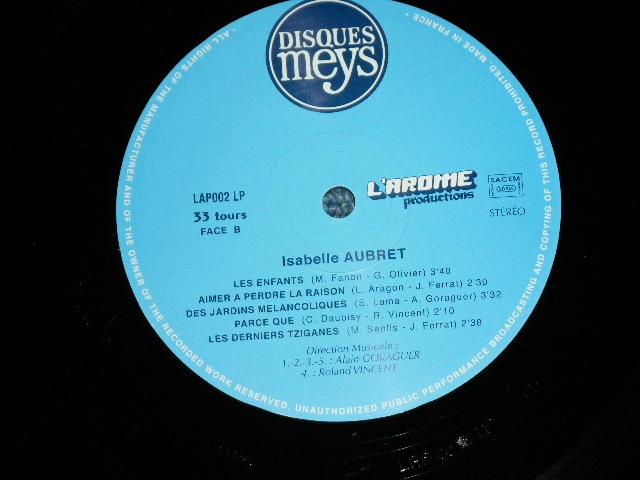 DISQUES
meys
· ALL RIGHTS OF THE MANUFACTURER AND OF THE OWNER OF THE RECORDED WORK RESERVED. UNAUTHORIZED PUBLIC PERFORMANCE BROADCASTING AND COPYING OF THIS RECORD PROHIBITED. MADE IN FRANCE ·
LAP002 LP
33 tours
FACE B
L'AROME
productions
SACEM
STÉRÉO
Isabelle AUBRET
LES ENFANTS (M. Fanon - G. Olivier) 3'40
AIMER A PERDRE LA RAISON (L. Aragon - J. Ferrat) 2'30
DES JARDINS MELANCOLIQUES (S. Lama - A. Goraguer) 3'32
PARCE QUE (C. Daubisy - R. Vincent) 2'10
LES DERNIERS TZIGANES (M. Senlis - J. Ferrat) 2'38
Direction Musicale :
1.-2.-3.-5. : Alain GORAGUER
4. : Roland VINCENT